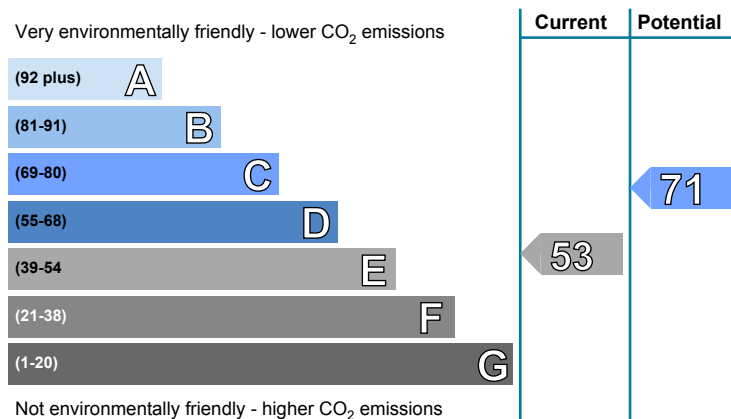 Current Potential
Very environmentally friendly - lower CO2 emissions
(92 plus) A
(81-91) B
(69-80) C
71
(55-68) D
(39-54 E
53
(21-38) F
(1-20) G
Not environmentally friendly - higher CO2 emissions